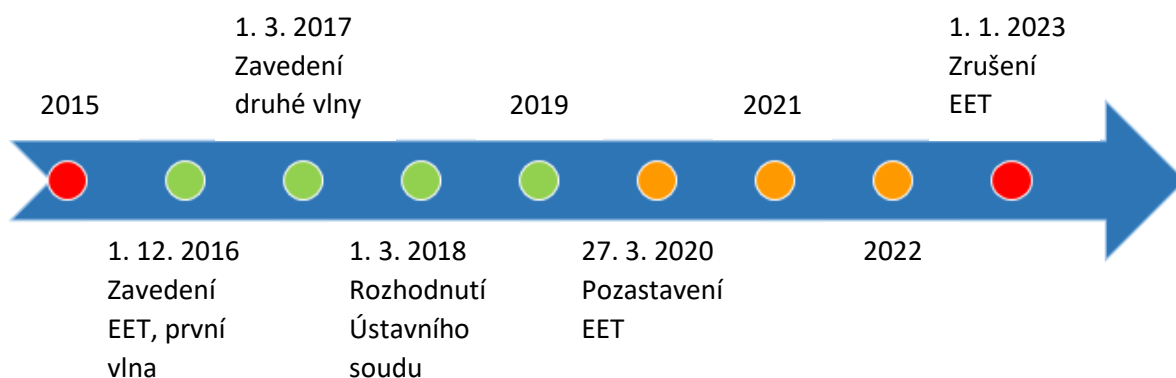 2015
1. 12. 2016
Zavedení
EET, první
vlna
1. 3. 2017
Zavedení
druhé vlny
1. 3. 2018
Rozhodnutí
Ústavního
soudu
2019
27. 3. 2020
Pozastavení
EET
2021
2022
1. 1. 2023
Zrušení
EET